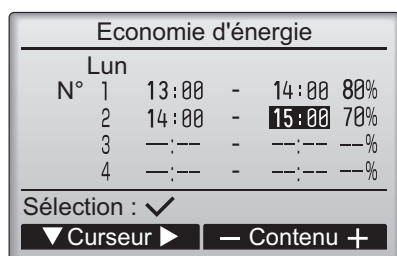 Economie d'énergie
Lun
N° 1 13:00 - 14:00 80%
2 14:00 - 15:00 70%
3 —:-- - —:-- —-%
4 —:-- - —:-- —-%
Sélection : ✓
▼ Curseur ▶ — Contenu +